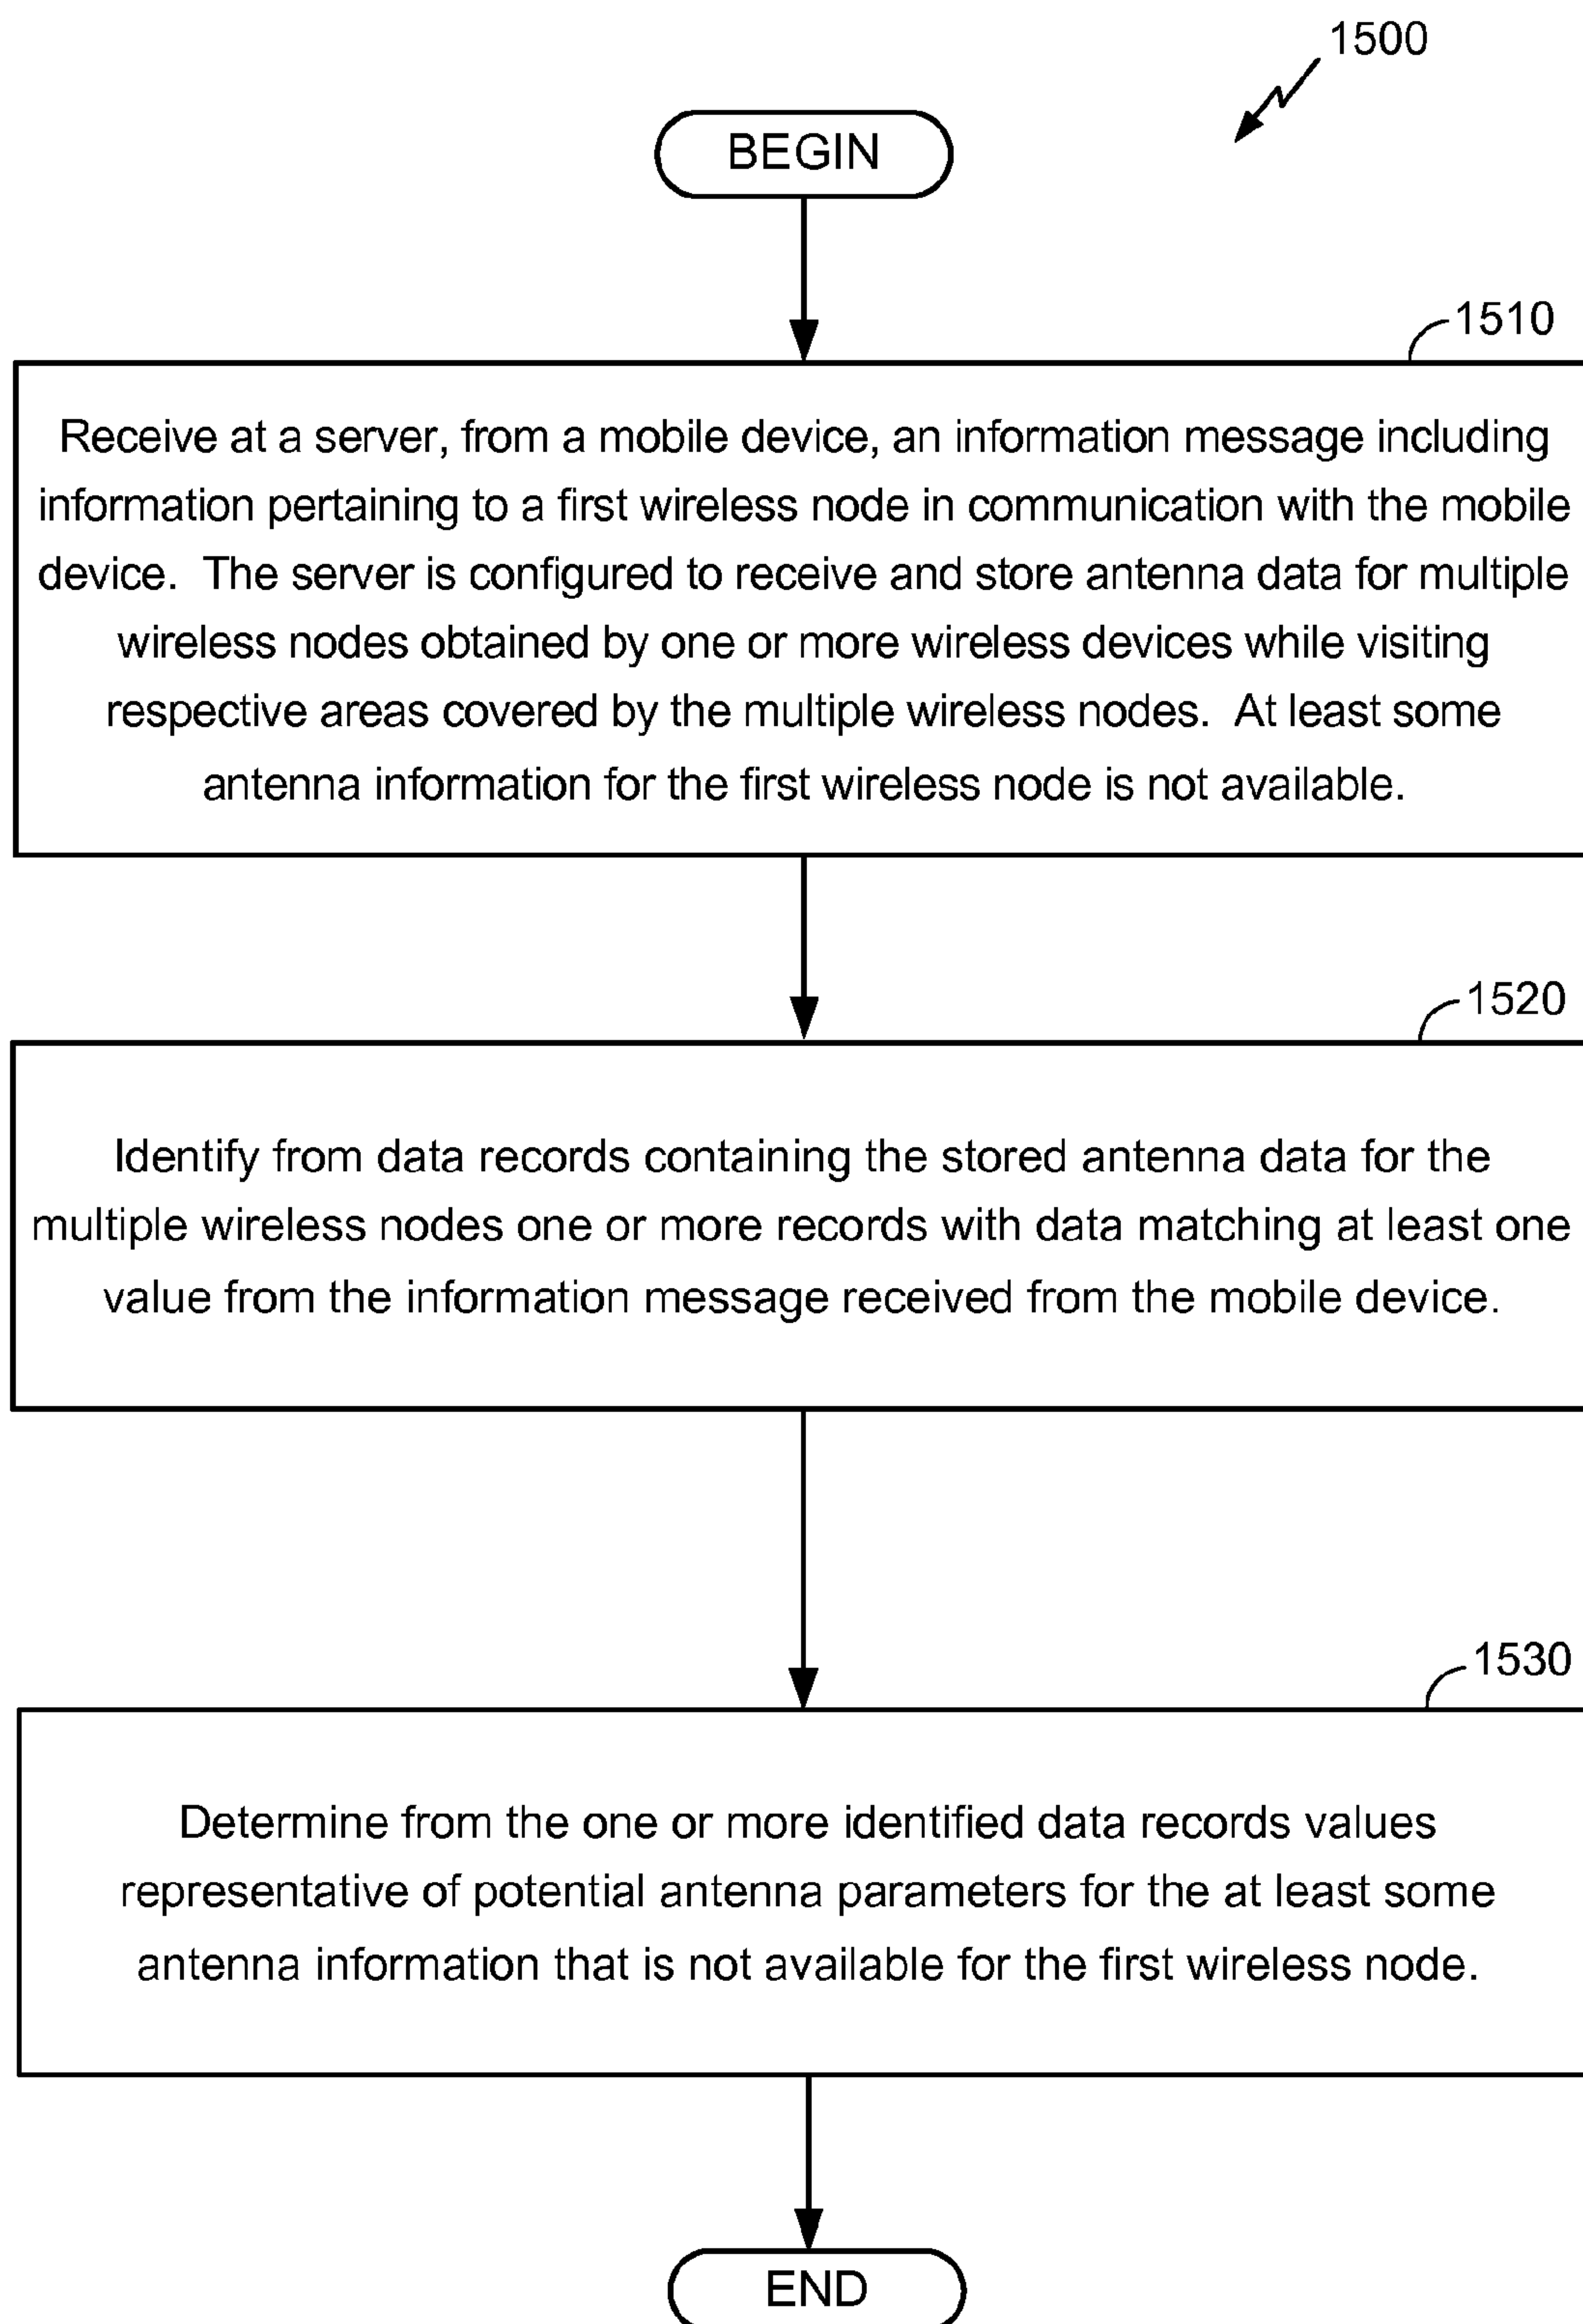 1500
BEGIN
1510
Receive at a server, from a mobile device, an information message including
information pertaining to a first wireless node in communication with the mobile
device.  The server is configured to receive and store antenna data for multiple
wireless nodes obtained by one or more wireless devices while visiting
respective areas covered by the multiple wireless nodes.  At least some
antenna information for the first wireless node is not available.
1520
Identify from data records containing the stored antenna data for the
multiple wireless nodes one or more records with data matching at least one
value from the information message received from the mobile device.
1530
Determine from the one or more identified data records values
representative of potential antenna parameters for the at least some
antenna information that is not available for the first wireless node.
END